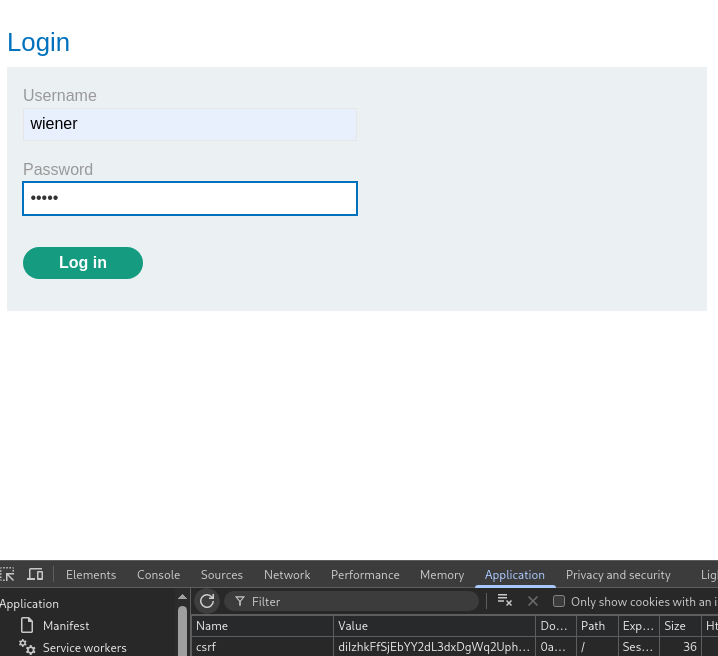 Login
Username
wiener
Password
•••••
Log in
Elements Console Sources Network Performance Memory Application Privacy and security Lig
Application
Filter
Only show cookies with an i
Manifest
Name Value Do... Path Exp... Size Ht
Service workers
csrf dilzhkFfSjEbYY2dL3dxDgWq2Uph... 0a... / Ses... 36